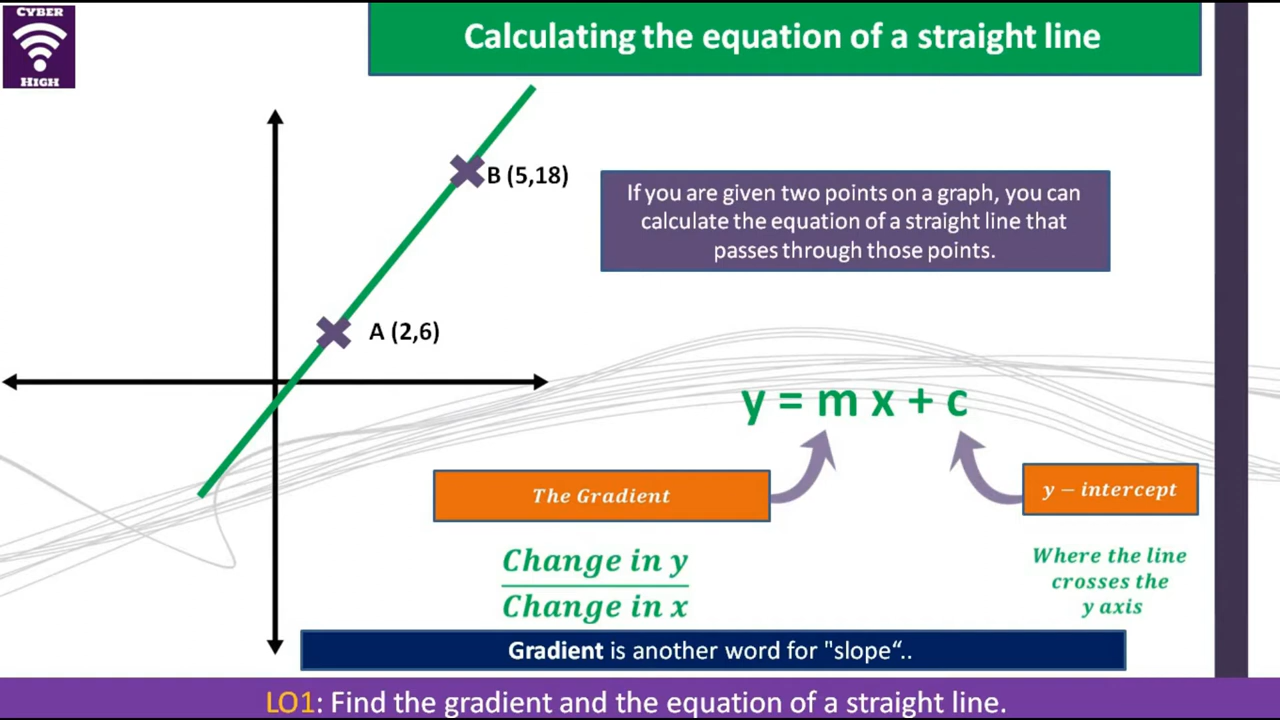 CYBER
HIGH
Calculating the equation of a straight line
B (5,18)
If you are given two points on a graph, you can
calculate the equation of a straight line that
passes through those points.
A (2,6)
y = m x + c
The Gradient
y − intercept
Change in y
Change in x
Where the line
crosses the
y axis
Gradient is another word for "slope“..
LO1: Find the gradient and the equation of a straight line.